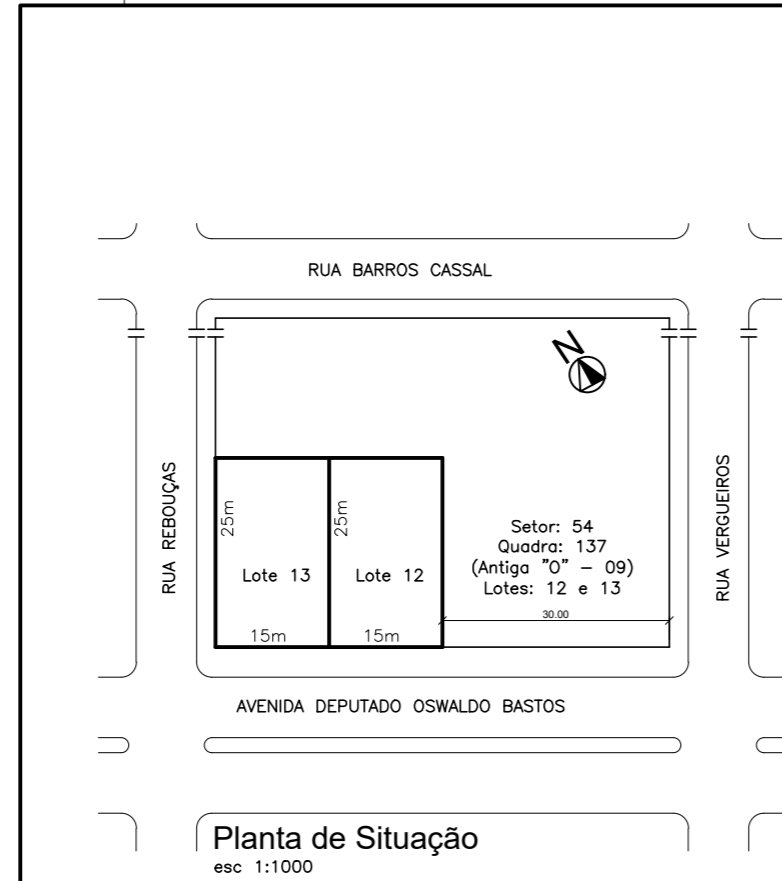 RUA BARROS CASSAL
N
RUA REBOUÇAS
RUA VERGUEIROS
25m
25m
Lote 13
Lote 12
15m
15m
Setor: 54
Quadra: 137
(Antiga "0" – 09)
Lotes: 12 e 13
30.00
AVENIDA DEPUTADO OSWALDO BASTOS
Planta de Situação
esc 1:1000